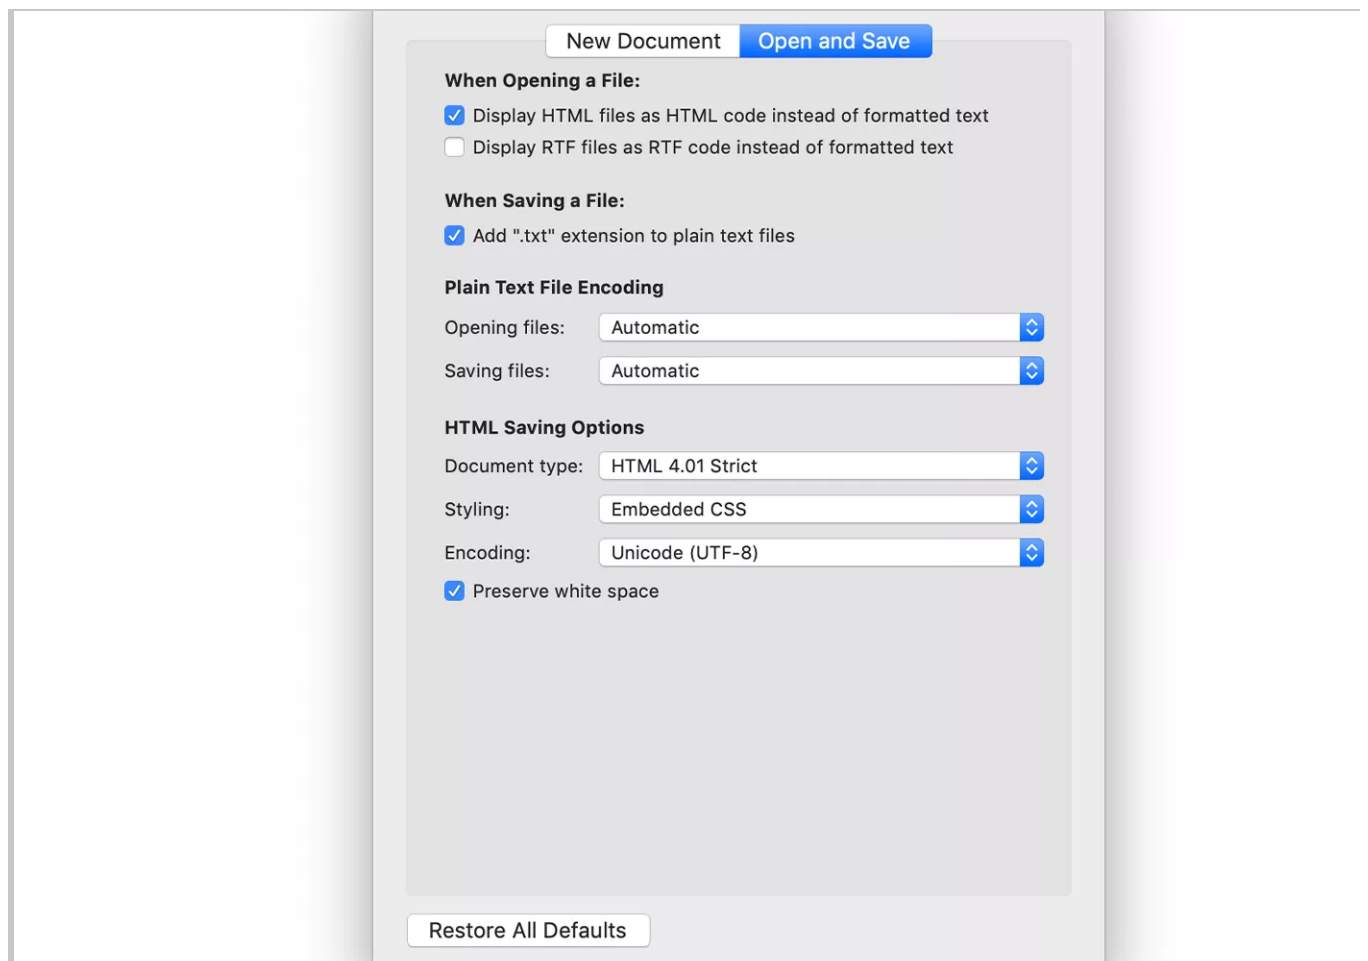 New Document Open and Save
When Opening a File:
Display HTML files as HTML code instead of formatted text
Display RTF files as RTF code instead of formatted text
When Saving a File:
Add ".txt" extension to plain text files
Plain Text File Encoding
Opening files: Automatic
Saving files: Automatic
HTML Saving Options
Document type: HTML 4.01 Strict
Styling: Embedded CSS
Encoding: Unicode (UTF-8)
Preserve white space
Restore All Defaults